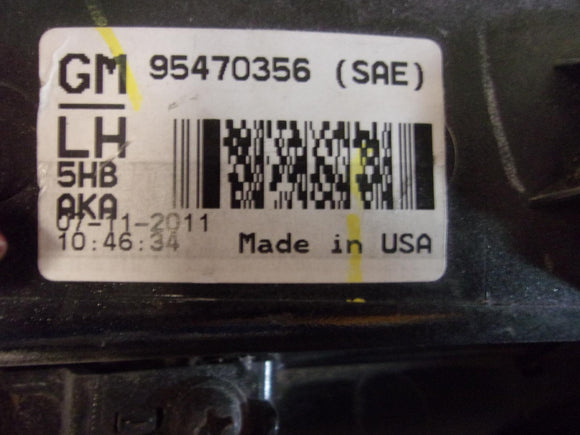 GM 95470356 (SAE)
LH
5HB
AKA
07-11-2011
10:46:34 Made in USA